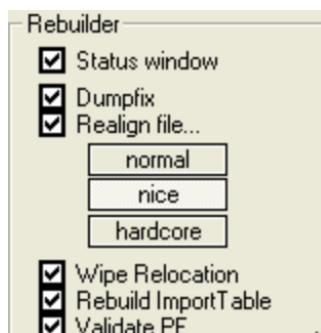 Rebuilder
Status window
Dumpfix
Realign file...
normal
nice
hardcore
Wipe Relocation
Rebuild ImportTable
Validate PE